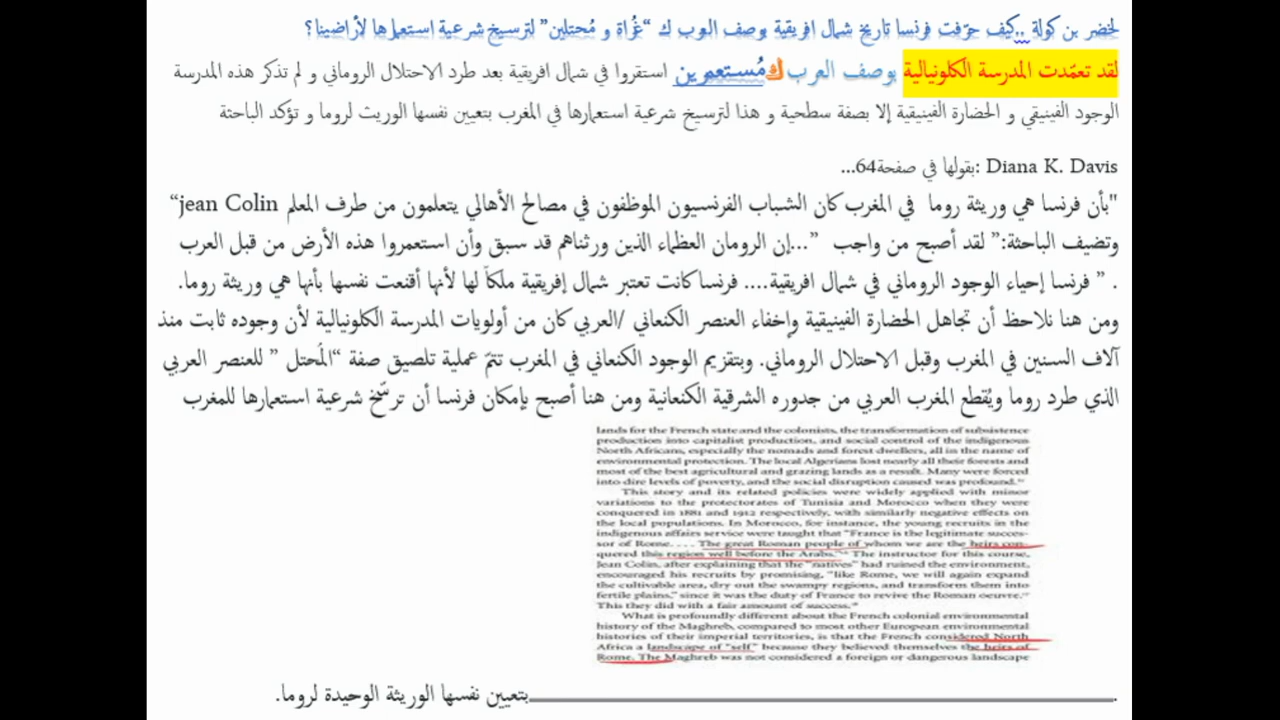 لخضر بن كولة ..كيف حرّفت فرنسا تاريخ شمال افريقية بوصف العرب ك “غُزاة و مُحتلين” لترسيخ شرعية استعمارها لأراضينا؟
لقد تعمّدت المدرسة الكلونيالية بوصف العرب كمُستعمرين استقروا في شمال افريقية بعد طرد الاحتلال الروماني و لم تذكر هذه المدرسة
الوجود الفينيقي و الحضارة الفينيقية إلا بصفة سطحية و هذا لترسيخ شرعية استعمارها في المغرب بتعيين نفسها الوريث لروما و تؤكد الباحثة
Diana K. Davis :بقولها في صفحة64...
"بأن فرنسا هي وريثة روما في المغرب كان الشباب الفرنسيون الموظفون في مصالح الأهالي يتعلمون من طرف المعلم jean Colin“
وتضيف الباحثة:” لقد أصبح من واجب ”...إن الرومان العظماء الذين ورثناهم قد سبق وأن استعمروا هذه الأرض من قبل العرب
. ” فرنسا إحياء الوجود الروماني في شمال افريقية.... فرنسا كانت تعتبر شمال إفريقية ملكاً لها لأنها أقنعت نفسها بأنها هي وريثة روما.
ومن هنا نلاحظ أن تجاهل الحضارة الفينيقية وإخفاء العنصر الكنعاني /العربي كان من أولويات المدرسة الكلونيالية لأن وجوده ثابت منذ
آلاف السنين في المغرب وقبل الاحتلال الروماني. وبتقزيم الوجود الكنعاني في المغرب تتمّ عملية تلصيق صفة “المُحتل ” للعنصر العربي
الذي طرد روما ويُقطع المغرب العربي من جدوره الشرقية الكنعانية ومن هنا أصبح بإمكان فرنسا أن ترسّخ شرعية استعمارها للمغرب
lands for the French state and the colonists, the transformation of subsistence
production into capitalist production, and social control of the indigenous
North Africans, especially the nomads and forest dwellers, all in the name of
environmental protection. The local Algerians lost nearly all their forests and
most of the best agricultural and grazing lands as a result. Many were forced
into dire levels of poverty, and the social disruption caused was profound.
This story and its related policies were widely applied with minor
variations to the protectorates of Tunisia and Morocco when they were
conquered in 1881 and 1912 respectively, with similarly negative effects on
the local populations. In Morocco, for instance, the young recruits in the
indigenous affairs service were taught that “France is the legitimate succes-
sor of Rome.... The great Roman people of whom we are the heirs con-
quered this region well before the Arabs.” The instructor for this course,
Jean Colin, after explaining that the “natives” had ruined the environment,
encouraged his recruits by promising, “like Rome, we will again expand
the cultivable area, dry out the swampy regions, and transform them into
fertile plains,” since it was the duty of France to revive the Roman oeuvre.
This they did with a fair amount of success.
What is profoundly different about the French colonial environmental
history of the Maghreb, compared to most other European environmental
histories of their imperial territories, is that the French considered North
Africa a landscape of “self” because they believed themselves the heirs of
Rome. The Maghreb was not considered a foreign or dangerous landscape
بتعيين نفسها الوريثة الوحيدة لروما.